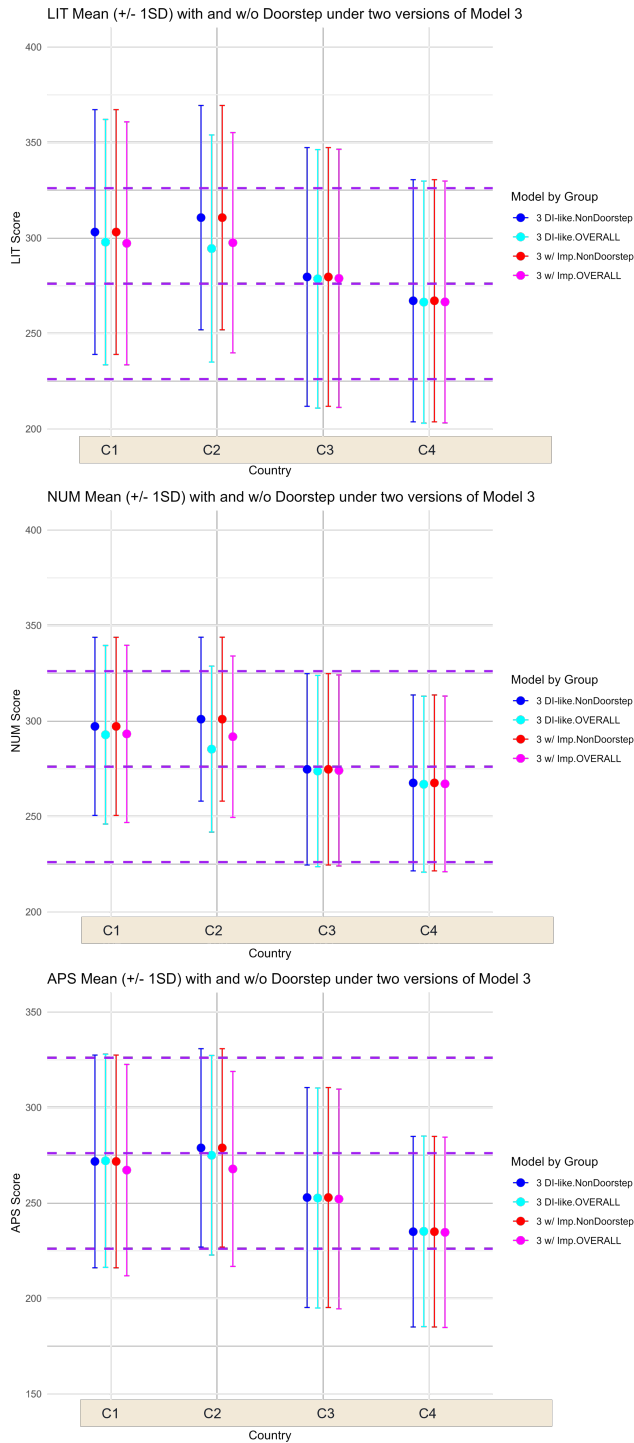 LIT Mean (+/- 1SD) with and w/o Doorstep under two versions of Model 3
400
350
300
250
200
LIT Score
C1 C2 C3 C4
Country
Model by Group
3 DI-like.NonDoorstep
3 DI-like.OVERALL
3 w/ Imp.NonDoorstep
3 w/ Imp.OVERALL
NUM Mean (+/- 1SD) with and w/o Doorstep under two versions of Model 3
400
350
300
250
200
NUM Score
C1 C2 C3 C4
Country
Model by Group
3 DI-like.NonDoorstep
3 DI-like.OVERALL
3 w/ Imp.NonDoorstep
3 w/ Imp.OVERALL
APS Mean (+/- 1SD) with and w/o Doorstep under two versions of Model 3
350
300
250
200
150
APS Score
C1 C2 C3 C4
Country
Model by Group
3 DI-like.NonDoorstep
3 DI-like.OVERALL
3 w/ Imp.NonDoorstep
3 w/ Imp.OVERALL